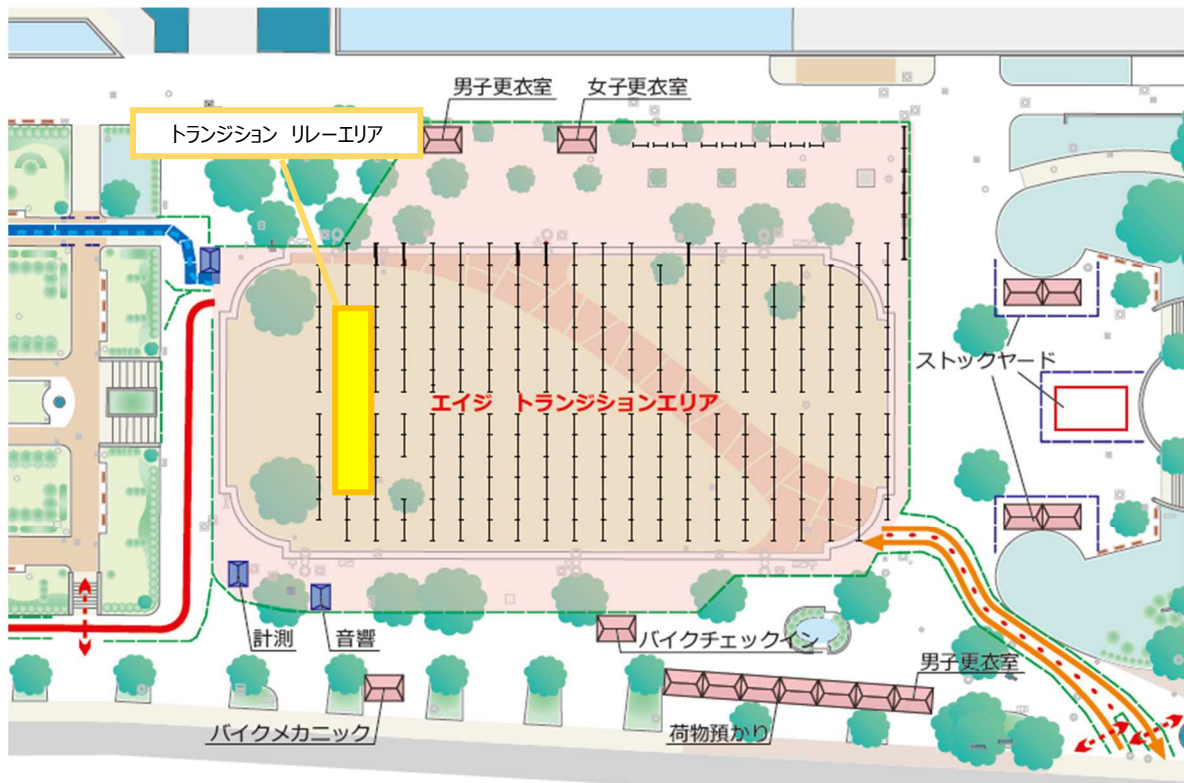 男子更衣室
女子更衣室
トランジション リレーエリア
ストックヤード
エイジ トランジションエリア
計測
音響
バイクチェックイン
男子更衣室
バイクメカニック
荷物預かり